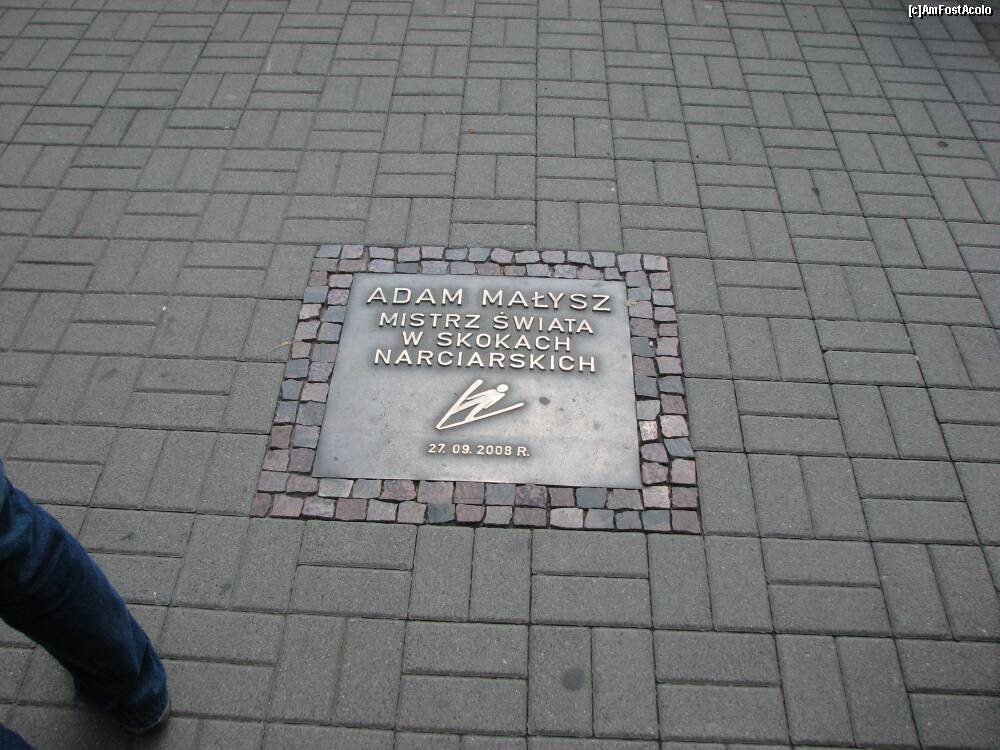 [c]AmFostAcolo
ADAM MAŁYSZ
MISTRZ ŚWIATA
W SKOKACH
NARCIARSKICH
27. 09. 2008 R.